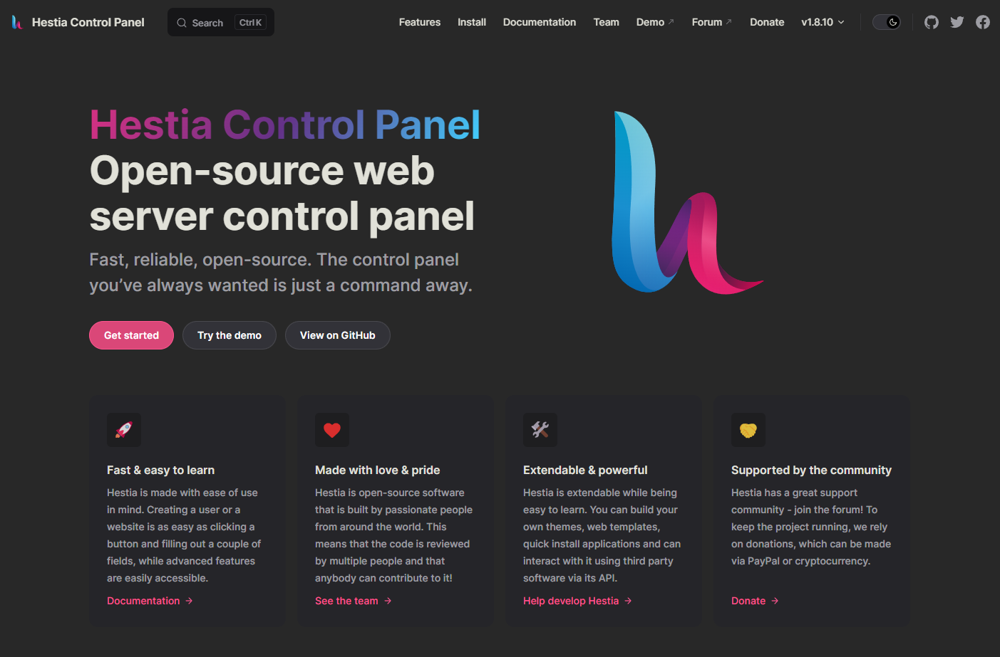 Hestia Control Panel
Search Ctrl K
Features Install Documentation Team Demo Forum Donate v1.8.10
Hestia Control Panel
Open-source web
server control panel
Fast, reliable, open-source. The control panel
you’ve always wanted is just a command away.
Get started Try the demo View on GitHub
Fast & easy to learn
Hestia is made with ease of use
in mind. Creating a user or a
website is as easy as clicking a
button and filling out a couple of
fields, while advanced features
are easily accessible.
Documentation →
Made with love & pride
Hestia is open-source software
that is built by passionate people
from around the world. This
means that the code is reviewed
by multiple people and that
anybody can contribute to it!
See the team →
Extendable & powerful
Hestia is extendable while being
easy to learn. You can build your
own themes, web templates,
quick install applications and can
interact with it using third party
software via its API.
Help develop Hestia →
Supported by the community
Hestia has a great support
community - join the forum! To
keep the project running, we rely
on donations, which can be made
via PayPal or cryptocurrency.
Donate →